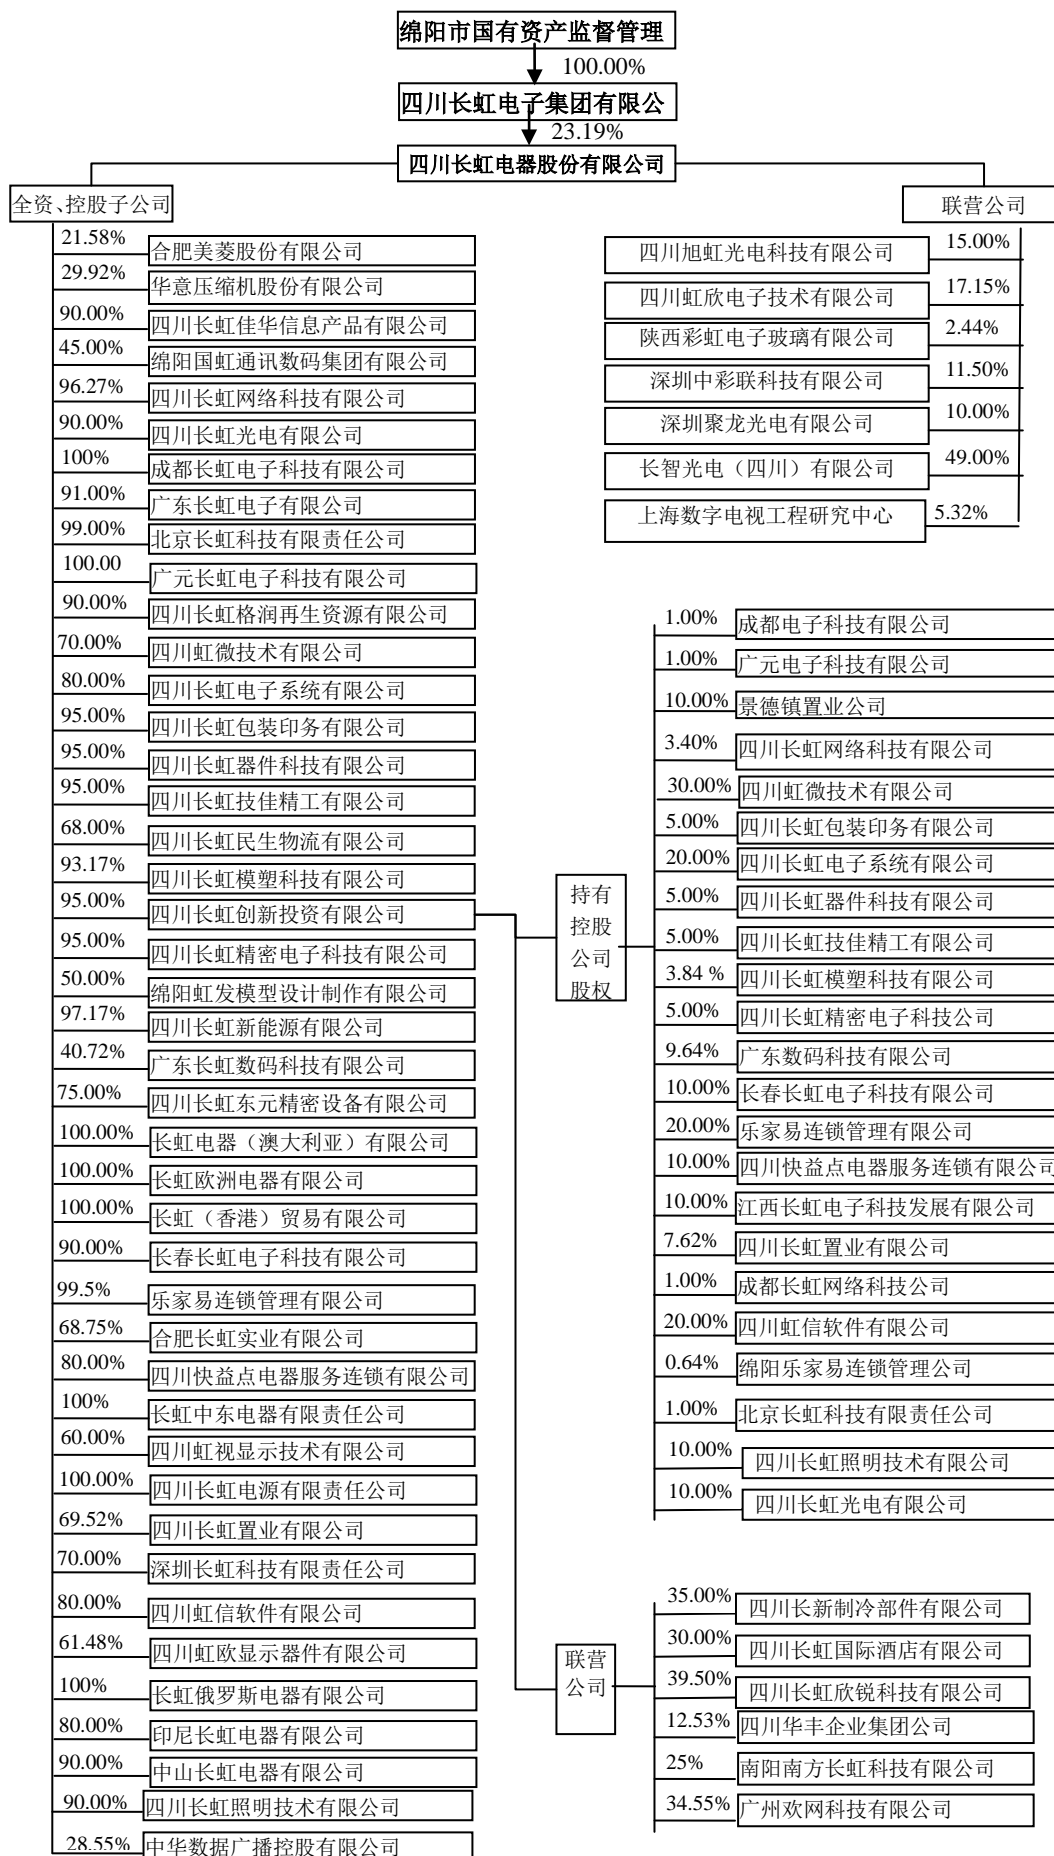 绵阳市国有资产监督管理
100.00%
四川长虹电子集团有限公
23.19%
四川长虹电器股份有限公司
全资、控股子公司
21.58%
合肥美菱股份有限公司
29.92%
华意压缩机股份有限公司
90.00%
四川长虹佳华信息产品有限公司
45.00%
绵阳国虹通讯数码集团有限公司
96.27%
四川长虹网络科技有限公司
90.00%
四川长虹光电有限公司
100%
成都长虹电子科技有限公司
91.00%
广东长虹电子有限公司
99.00%
北京长虹科技有限责任公司
100.00
广元长虹电子科技有限公司
90.00%
四川长虹格润再生资源有限公司
70.00%
四川虹微技术有限公司
80.00%
四川长虹电子系统有限公司
95.00%
四川长虹包装印务有限公司
95.00%
四川长虹器件科技有限公司
95.00%
四川长虹技佳精工有限公司
68.00%
四川长虹民生物流有限公司
93.17%
四川长虹模塑科技有限公司
95.00%
四川长虹创新投资有限公司
95.00%
四川长虹精密电子科技有限公司
50.00%
绵阳虹发模型设计制作有限公司
97.17%
四川长虹新能源有限公司
40.72%
广东长虹数码科技有限公司
75.00%
四川长虹东元精密设备有限公司
100.00%
长虹电器（澳大利亚）有限公司
100.00%
长虹欧洲电器有限公司
100.00%
长虹（香港）贸易有限公司
90.00%
长春长虹电子科技有限公司
99.5%
乐家易连锁管理有限公司
68.75%
合肥长虹实业有限公司
80.00%
四川快益点电器服务连锁有限公司
100%
长虹中东电器有限责任公司
60.00%
四川虹视显示技术有限公司
100.00%
四川长虹电源有限责任公司
69.52%
四川长虹置业有限公司
70.00%
深圳长虹科技有限责任公司
80.00%
四川虹信软件有限公司
61.48%
四川虹欧显示器件有限公司
100%
长虹俄罗斯电器有限公司
80.00%
印尼长虹电器有限公司
90.00%
中山长虹电器有限公司
90.00%
四川长虹照明技术有限公司
28.55%
中华数据广播控股有限公司
联营公司
四川旭虹光电科技有限公司
15.00%
四川虹欣电子技术有限公司
17.15%
陕西彩虹电子玻璃有限公司
2.44%
深圳中彩联科技有限公司
11.50%
深圳聚龙光电有限公司
10.00%
长智光电（四川）有限公司
49.00%
上海数字电视工程研究中心
5.32%
持有
控股
公司
股权
1.00%
成都电子科技有限公司
1.00%
广元电子科技有限公司
10.00%
景德镇置业公司
3.40%
四川长虹网络科技有限公司
30.00%
四川虹微技术有限公司
5.00%
四川长虹包装印务有限公司
20.00%
四川长虹电子系统有限公司
5.00%
四川长虹器件科技有限公司
5.00%
四川长虹技佳精工有限公司
3.84 %
四川长虹模塑科技有限公司
5.00%
四川长虹精密电子科技公司
9.64%
广东数码科技有限公司
10.00%
长春长虹电子科技有限公司
20.00%
乐家易连锁管理有限公司
10.00%
四川快益点电器服务连锁有限公司
10.00%
江西长虹电子科技发展有限公司
7.62%
四川长虹置业有限公司
1.00%
成都长虹网络科技公司
20.00%
四川虹信软件有限公司
0.64%
绵阳乐家易连锁管理公司
1.00%
北京长虹科技有限责任公司
10.00%
四川长虹照明技术有限公司
10.00%
四川长虹光电有限公司
联营
公司
35.00%
四川长新制冷部件有限公司
30.00%
四川长虹国际酒店有限公司
39.50%
四川长虹欣锐科技有限公司
12.53%
四川华丰企业集团公司
25%
南阳南方长虹科技有限公司
34.55%
广州欢网科技有限公司